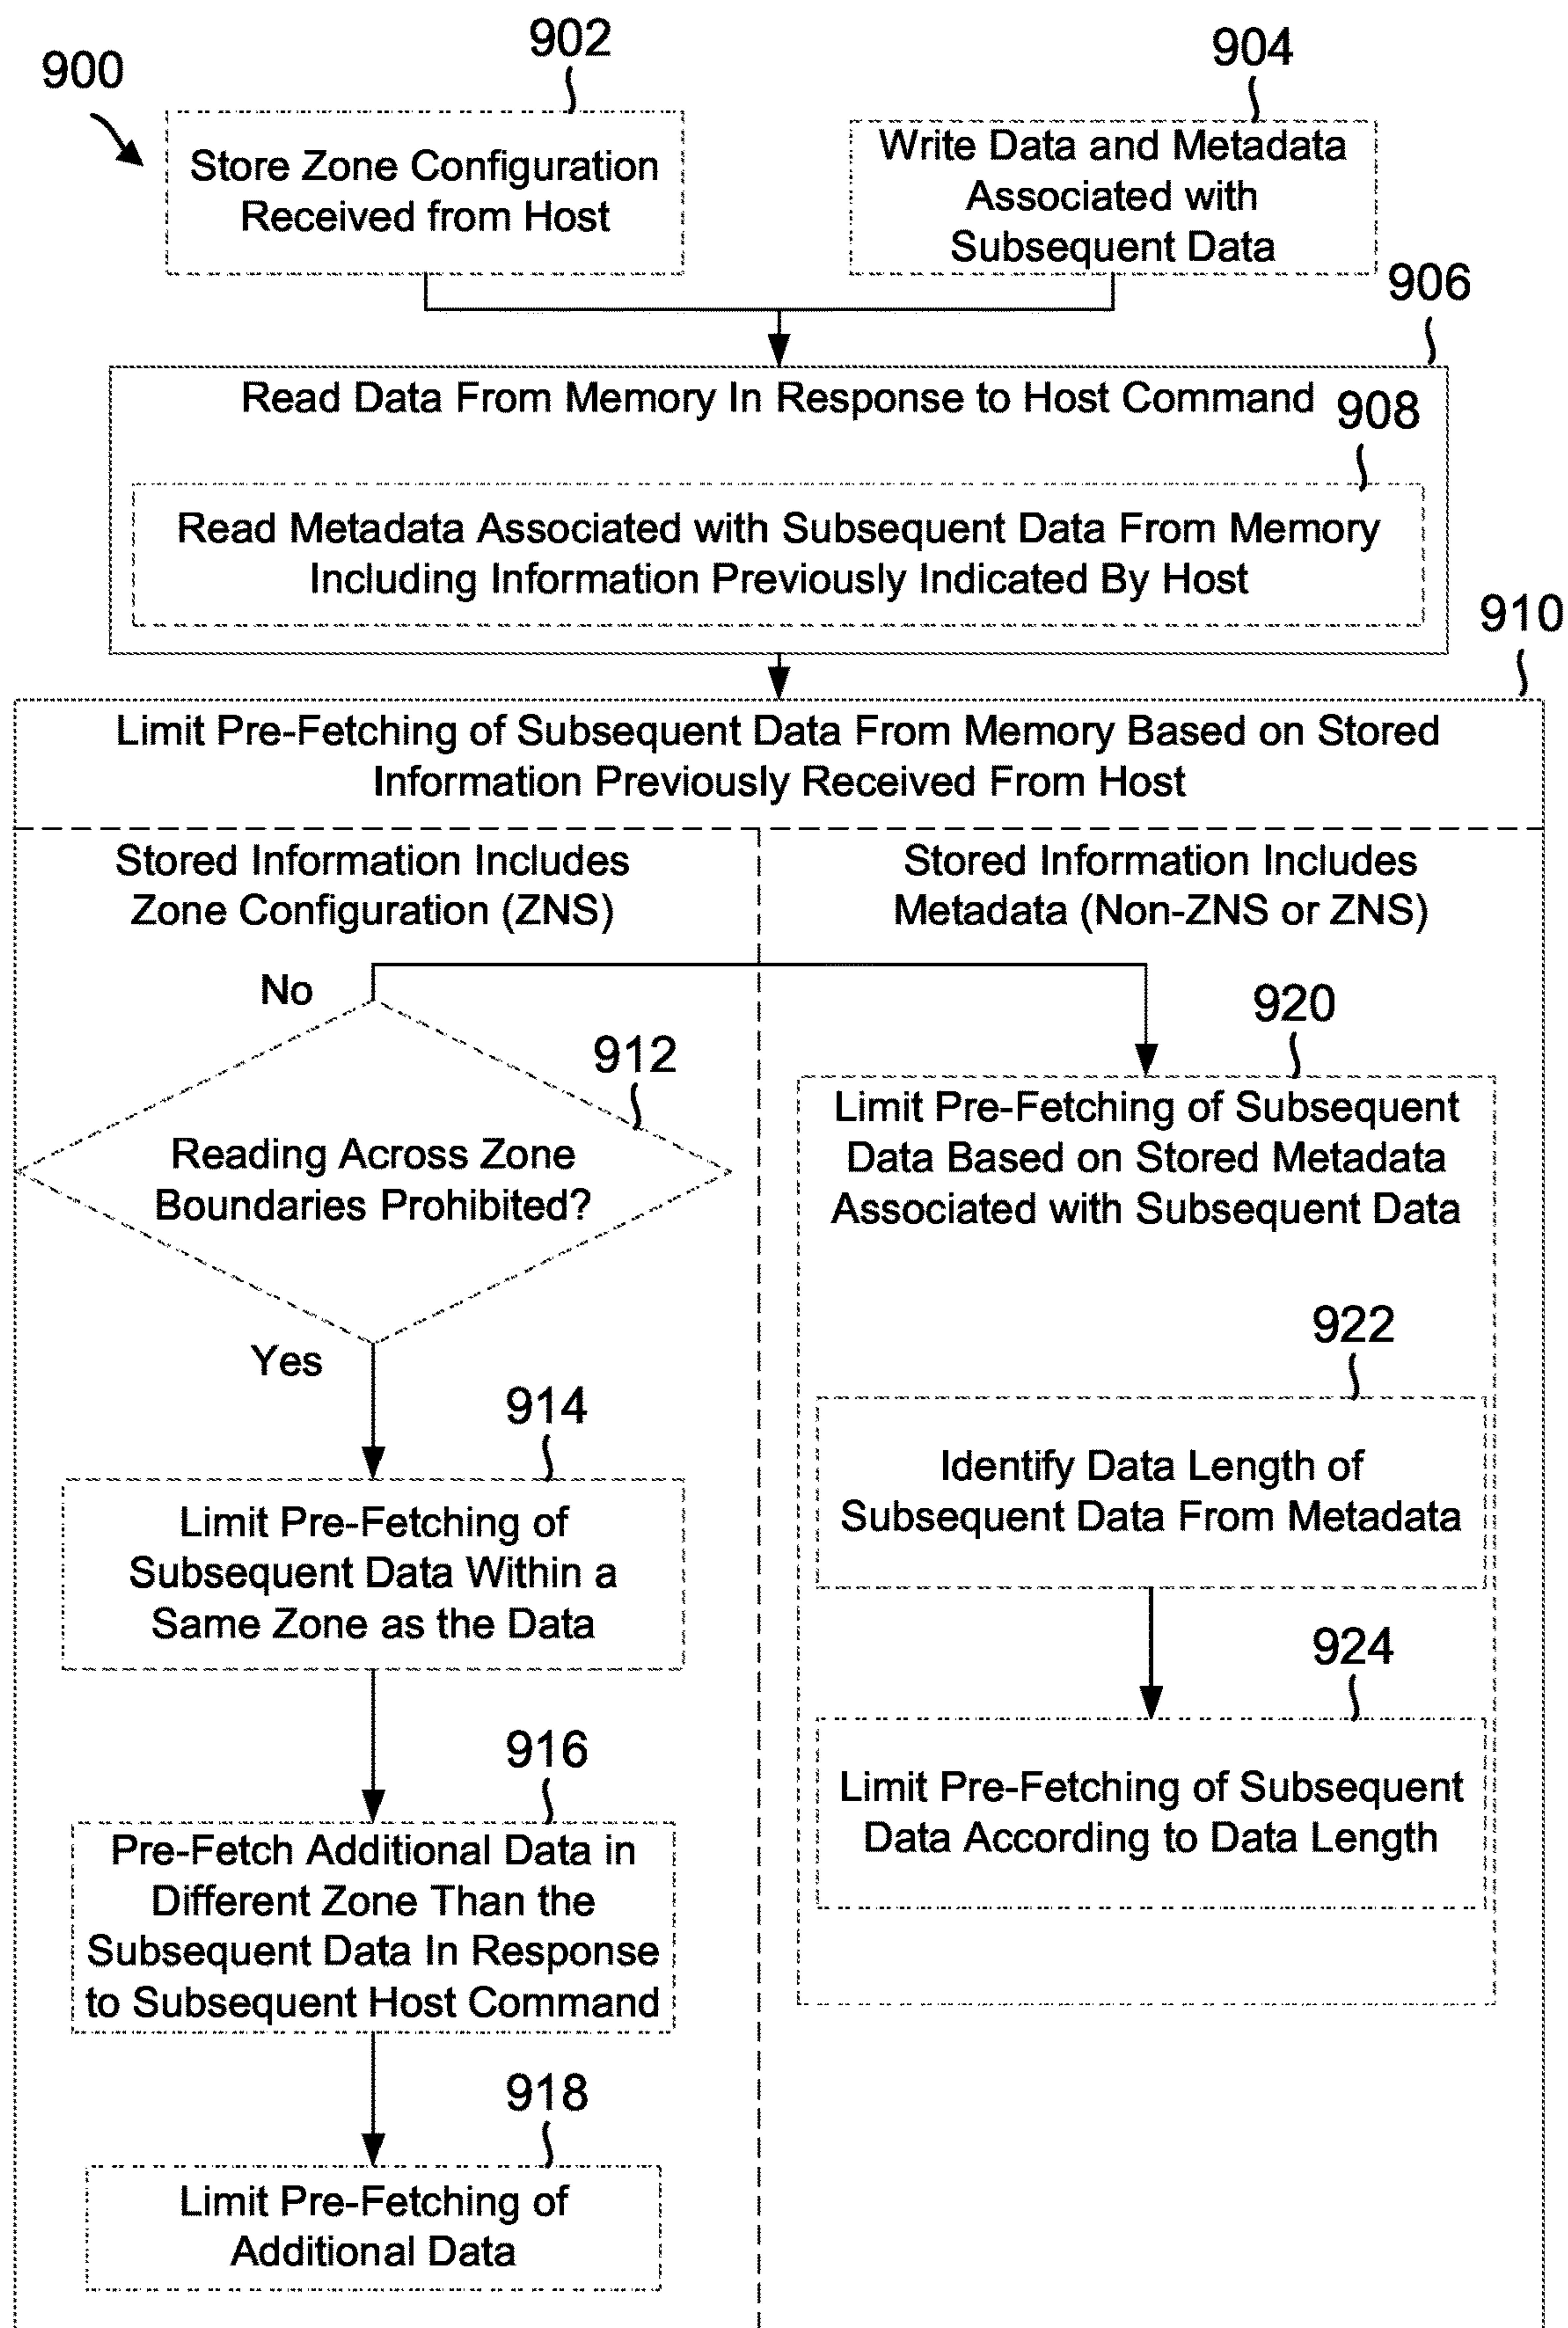 900
902
Store Zone Configuration
Received from Host
904
Write Data and Metadata
Associated with
Subsequent Data
906
Read Data From Memory In Response to Host Command
908
Read Metadata Associated with Subsequent Data From Memory
Including Information Previously Indicated By Host
910
Limit Pre-Fetching of Subsequent Data From Memory Based on Stored
Information Previously Received From Host
Stored Information Includes
Zone Configuration (ZNS)
No
912
Reading Across Zone
Boundaries Prohibited?
Yes
914
Limit Pre-Fetching of
Subsequent Data Within a
Same Zone as the Data
916
Pre-Fetch Additional Data in
Different Zone Than the
Subsequent Data In Response
to Subsequent Host Command
918
Limit Pre-Fetching of
Additional Data
Stored Information Includes
Metadata (Non-ZNS or ZNS)
920
Limit Pre-Fetching of Subsequent
Data Based on Stored Metadata
Associated with Subsequent Data
922
Identify Data Length of
Subsequent Data From Metadata
924
Limit Pre-Fetching of Subsequent
Data According to Data Length